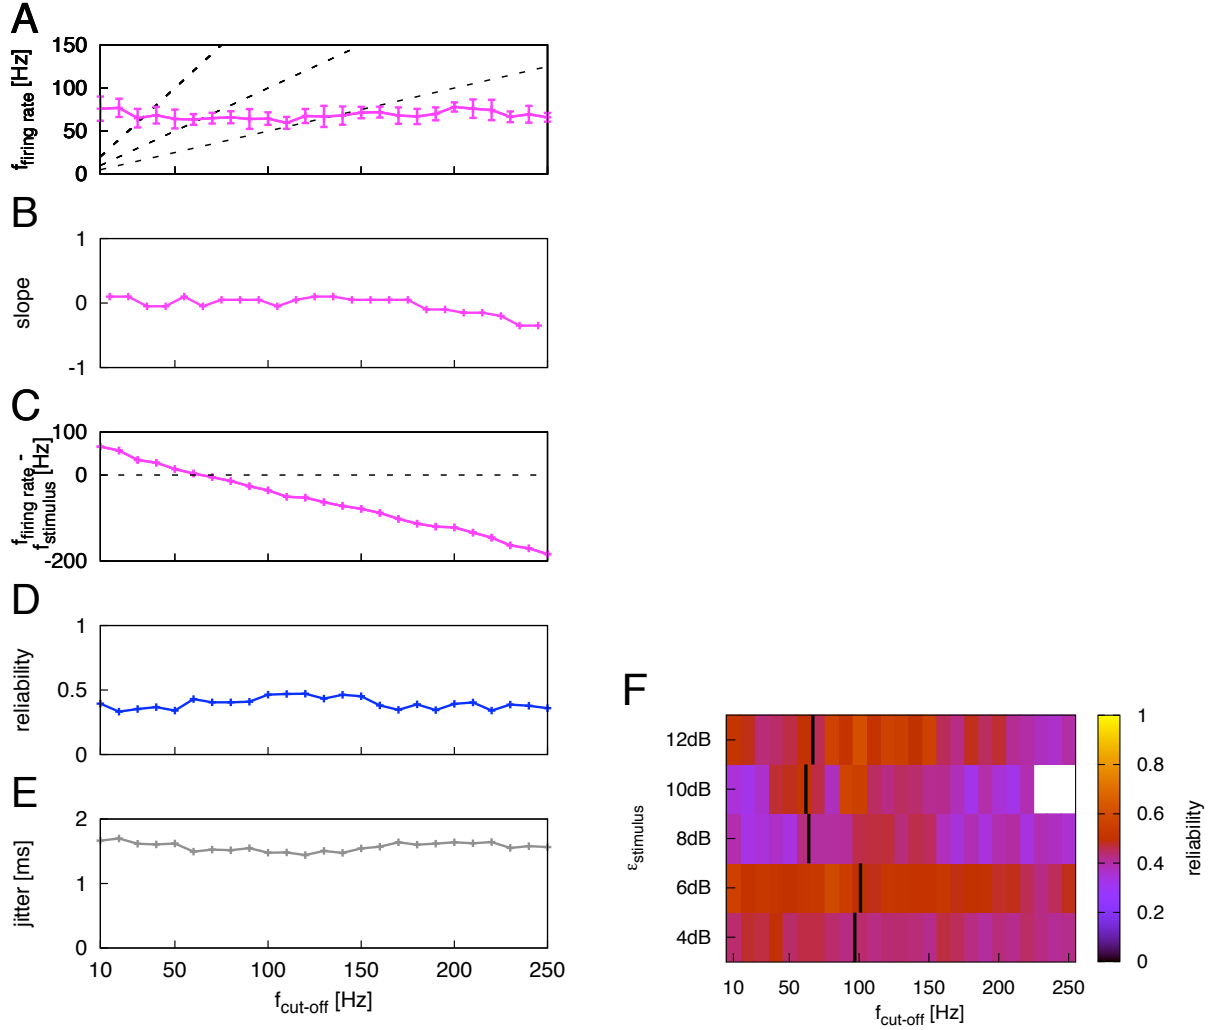 A
f_firing rate [Hz]
150
100
50
0
B
slope
1
0
-1
C
f_firing rate -
f_stimulus [Hz]
100
0
-200
D
reliability
1
0.5
0
E
jitter [ms]
2
1
0
10 50 100 150 200 250
f_cut-off [Hz]
F
ε_stimulus
12dB
10dB
8dB
6dB
4dB
10 50 100 150 200 250
f_cut-off [Hz]
1
0.8
0.6
0.4
0.2
0
reliability